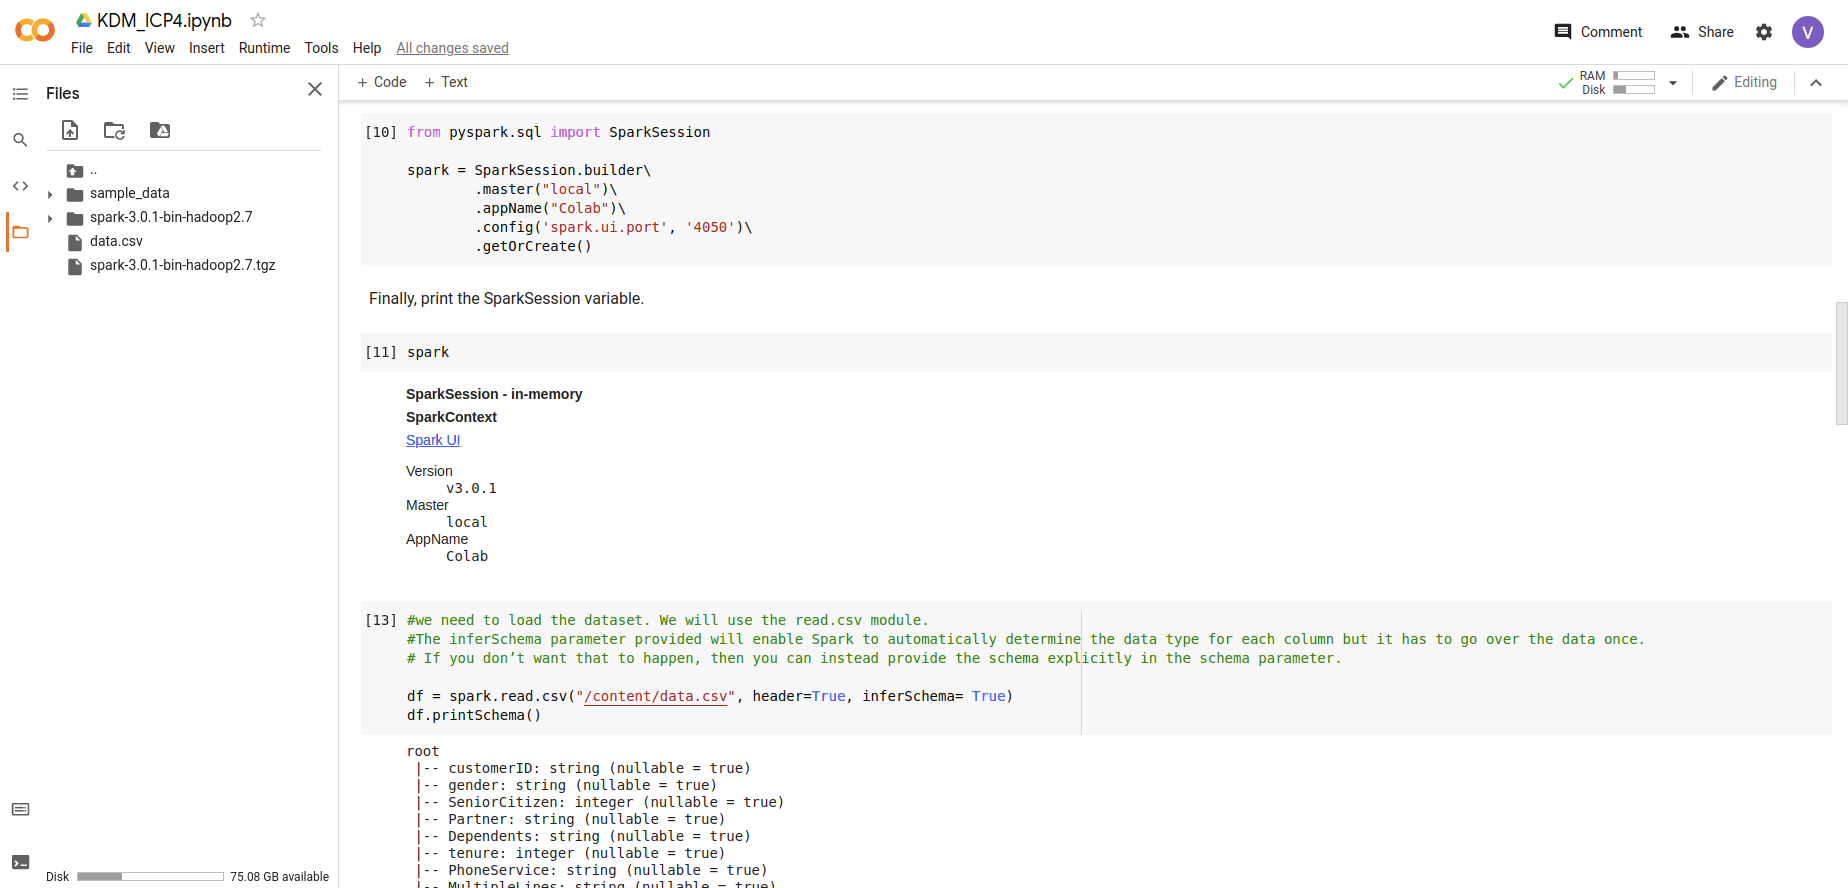 KDM_ICP4.ipynb
File Edit View Insert Runtime Tools Help All changes saved
Comment Share V
Files
+ Code + Text
RAM
Disk
Editing
..
sample_data
spark-3.0.1-bin-hadoop2.7
data.csv
spark-3.0.1-bin-hadoop2.7.tgz
Disk 75.08 GB available
[10] from pyspark.sql import SparkSession
spark = SparkSession.builder\
.master("local")\
.appName("Colab")\
.config('spark.ui.port', '4050')\
.getOrCreate()
Finally, print the SparkSession variable.
[11] spark
SparkSession - in-memory
SparkContext
Spark UI
Version
v3.0.1
Master
local
AppName
Colab
[13] #we need to load the dataset. We will use the read.csv module.
#The inferSchema parameter provided will enable Spark to automatically determine the data type for each column but it has to go over the data once.
# If you don’t want that to happen, then you can instead provide the schema explicitly in the schema parameter.
df = spark.read.csv("/content/data.csv", header=True, inferSchema= True)
df.printSchema()
root
|-- customerID: string (nullable = true)
|-- gender: string (nullable = true)
|-- SeniorCitizen: integer (nullable = true)
|-- Partner: string (nullable = true)
|-- Dependents: string (nullable = true)
|-- tenure: integer (nullable = true)
|-- PhoneService: string (nullable = true)
|-- MultipleLines: string (nullable = true)